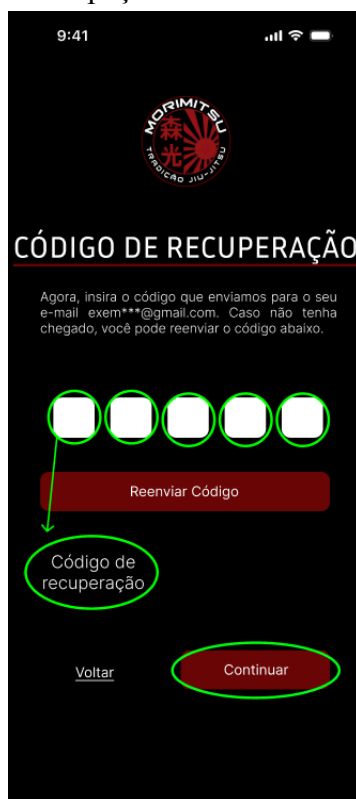 9:41
MORIMITSU
森
光
TRADIÇÃO JIU-JITSU
CÓDIGO DE RECUPERAÇÃO
Agora, insira o código que enviamos para o seu
e-mail exem***@gmail.com. Caso não tenha
chegado, você pode reenviar o código abaixo.
Reenviar Código
Código de
recuperação
Voltar
Continuar